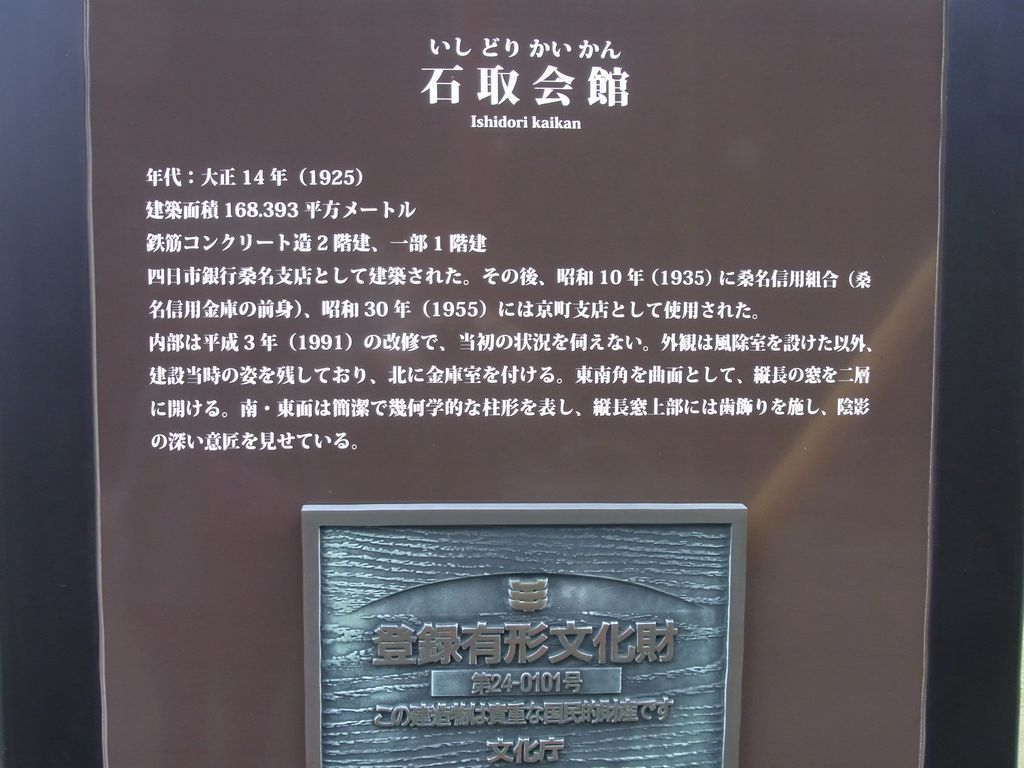 いし どり かい かん
石取会館
Ishidori kaikan
年代：大正14年（1925）
建築面積168.393平方メートル
鉄筋コンクリート造2階建、一部1階建
四日市銀行桑名支店として建築された。その後、昭和10年（1935）に桑名信用組合（桑
名信用金庫の前身）、昭和30年（1955）には京町支店として使用された。
内部は平成3年（1991）の改修で、当初の状況を伺えない。外観は風除室を設けた以外、
建設当時の姿を残しており、北に金庫室を付ける。東南角を曲面として、縦長の窓を二層
に開ける。南・東面は簡潔で幾何学的な柱形を表し、縦長窓上部には歯飾りを施し、陰影
の深い意匠を見せている。
登録有形文化財
第24-0101号
この建造物は貴重な国民的財産です
文化庁